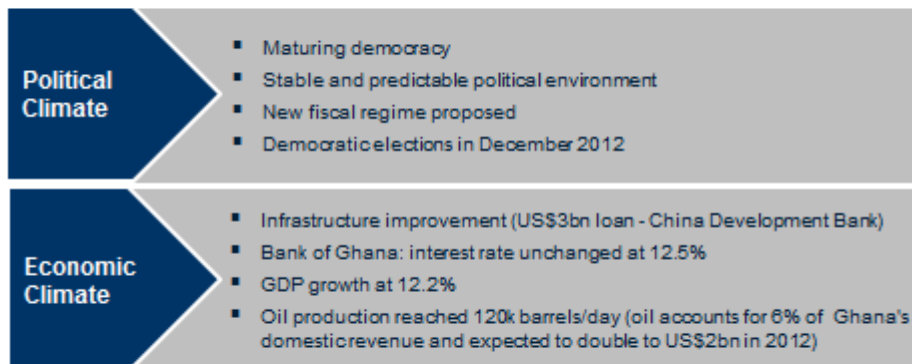 Political
Climate
▪ Maturing democracy
▪ Stable and predictable political environment
▪ New fiscal regime proposed
▪ Democratic elections in December 2012
Economic
Climate
▪ Infrastructure improvement (US$3bn loan - China Development Bank)
▪ Bank of Ghana: interest rate unchanged at 12.5%
▪ GDP growth at 12.2%
▪ Oil production reached 120k barrels/day (oil accounts for 6% of Ghana's
domestic revenue and expected to double to US$2bn in 2012)